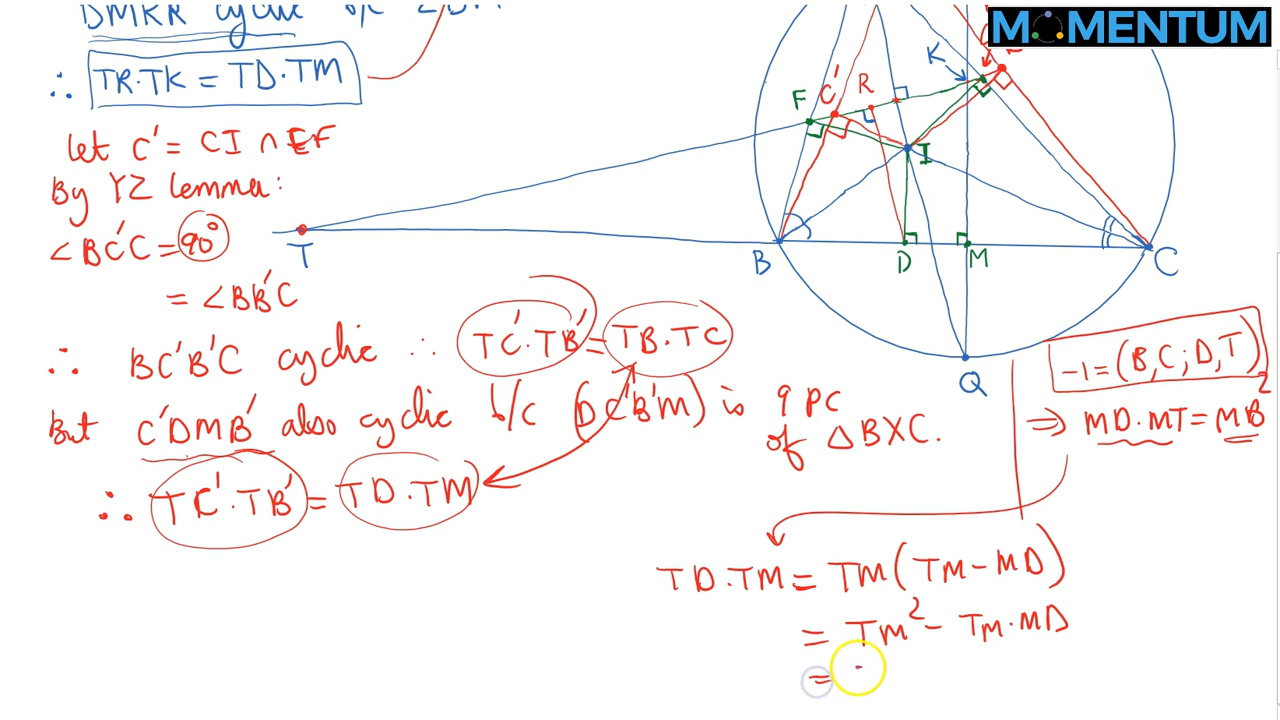 DMKR cyclic b/c
∴ TR·TK = TD·TM
let C' = CI ∩ EF
By YZ lemma:
∠BC'C = 90°
= ∠BB'C
∴ BC'B'C cyclic ∴ TC'·TB' = TB·TC
But C'DMB' also cyclic b/c (DC'B'M) is 9PC
of △BXC.
∴ TC'·TB' = TD·TM
-1 = (B,C;D,T)
⇒ MD·MT = MB²
TD·TM = TM(TM-MD)
= TM² - TM·MD
=
MOMENTUM
K
F
C'
R
I
T
B
D
M
C
Q